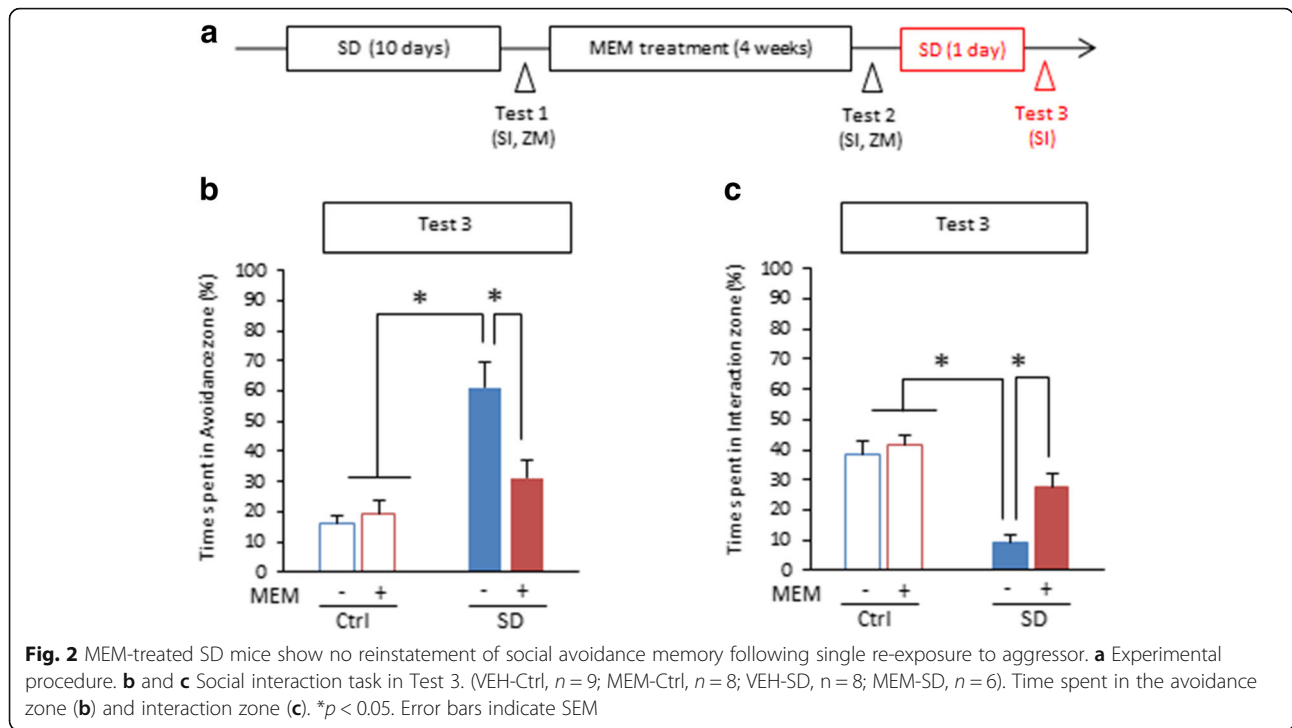 a
SD (10 days)
MEM treatment (4 weeks)
SD (1 day)
Test 1
(SI, ZM)
Test 2
(SI, ZM)
Test 3
(SI)
b
Test 3
Time spent in Avoidance zone (%)
100
90
80
70
60
50
40
30
20
10
0
*
*
MEM
-
+
-
+
Ctrl
SD
c
Test 3
Time spent in Interaction zone (%)
100
90
80
70
60
50
40
30
20
10
0
*
*
MEM
-
+
-
+
Ctrl
SD
Fig. 2 MEM-treated SD mice show no reinstatement of social avoidance memory following single re-exposure to aggressor. a Experimental
procedure. b and c Social interaction task in Test 3. (VEH-Ctrl, n = 9; MEM-Ctrl, n = 8; VEH-SD, n = 8; MEM-SD, n = 6). Time spent in the avoidance
zone (b) and interaction zone (c). *p < 0.05. Error bars indicate SEM